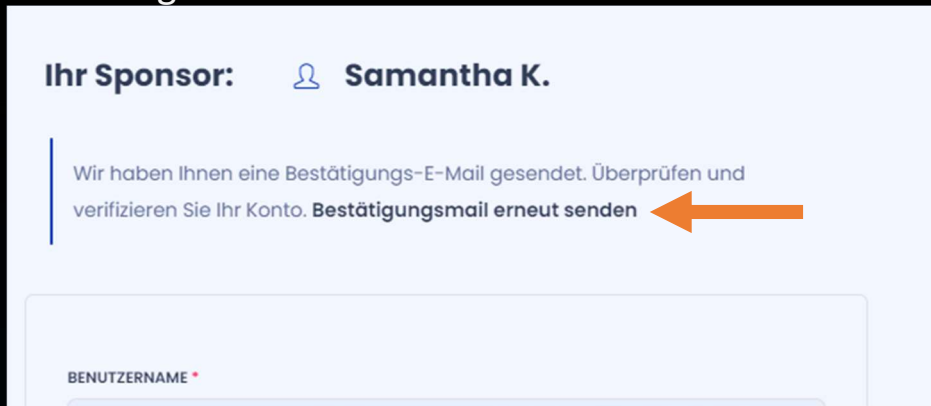 Ihr Sponsor: Samantha K.
Wir haben Ihnen eine Bestätigungs-E-Mail gesendet. Überprüfen und
verifizieren Sie Ihr Konto. Bestätigungsmail erneut senden
BENUTZERNAME *